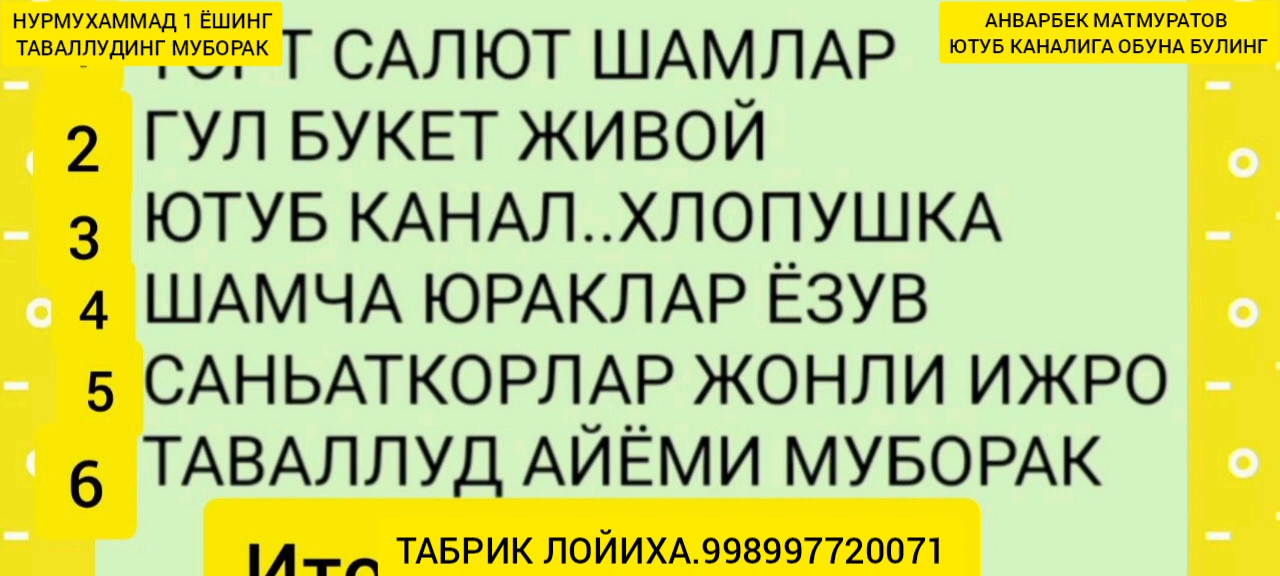 НУРМУХАММАД 1 ЁШИНГ
ТАВАЛЛУДИНГ МУБОРАК
АНВАРБЕК МАТМУРАТОВ
ЮТУБ КАНАЛИГА ОБУНА БУЛИНГ
САЛЮТ ШАМЛАР
2 ГУЛ БУКЕТ ЖИВОЙ
3 ЮТУБ КАНАЛ..ХЛОПУШКА
4 ШАМЧА ЮРАКЛАР ЁЗУВ
5 САНЬАТКОРЛАР ЖОНЛИ ИЖРО
6 ТАВАЛЛУД АЙЁМИ МУБОРАК
ТАБРИК ЛОЙИХА.998997720071